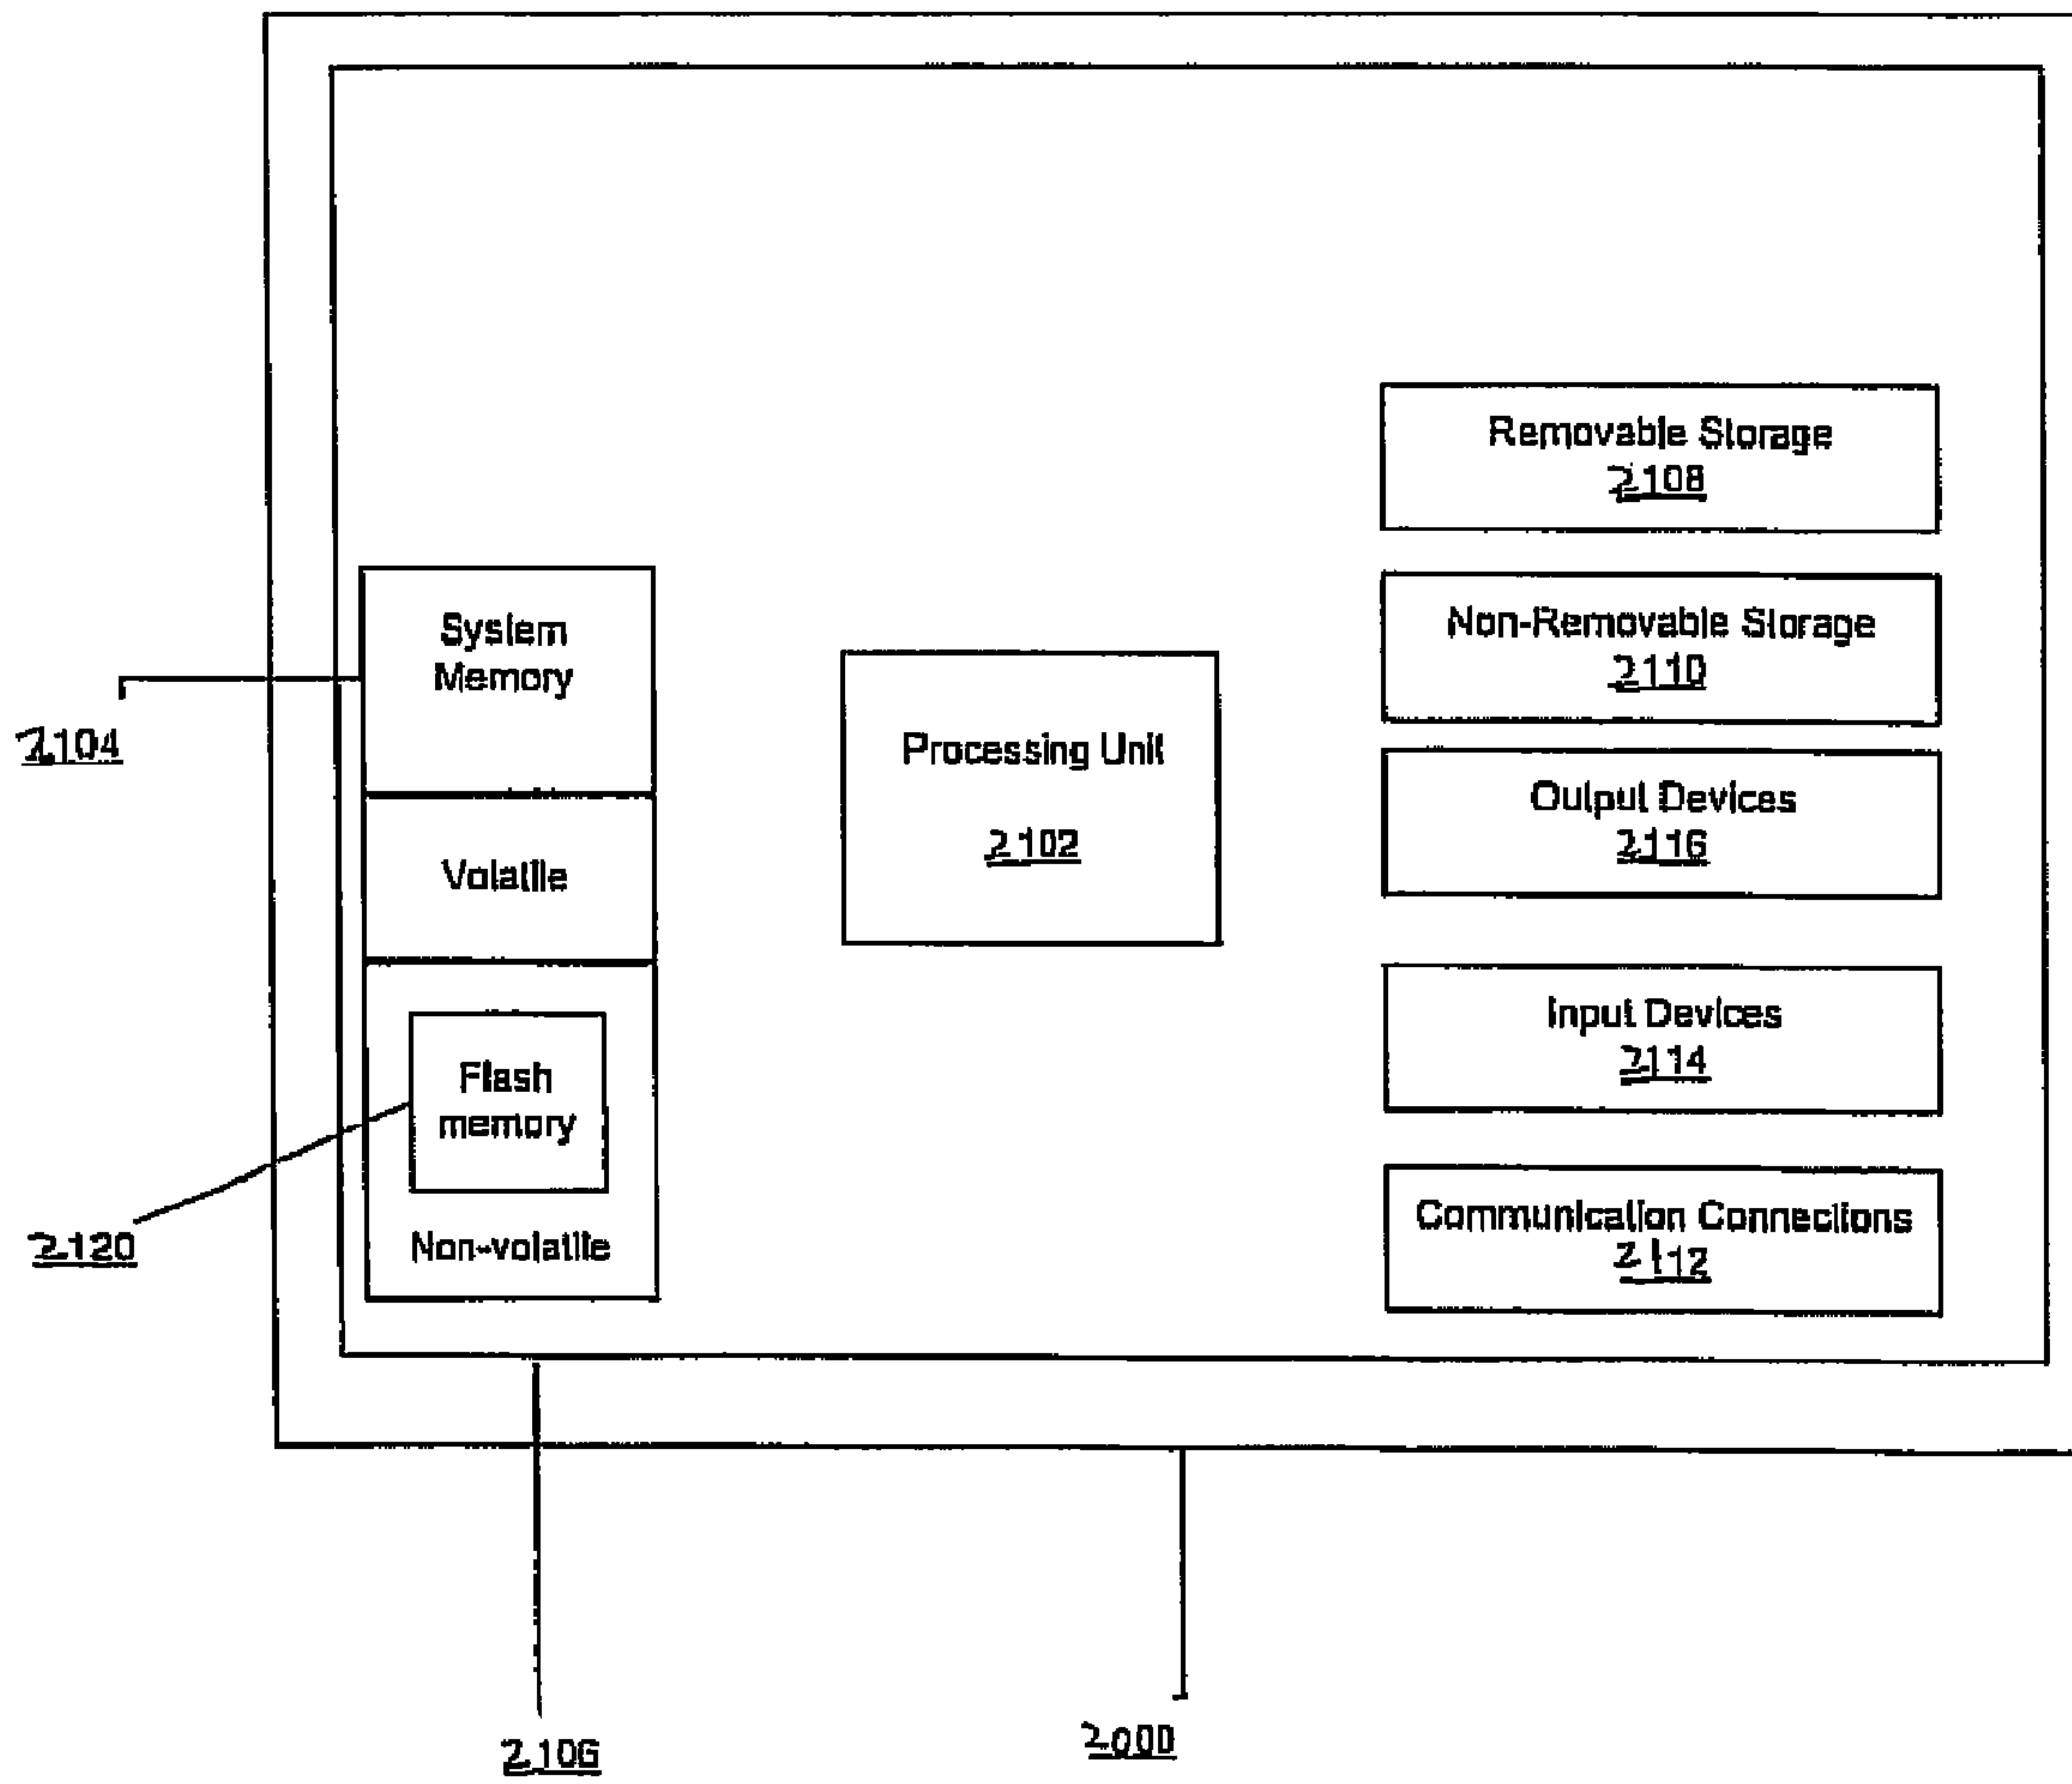 Removable Storage
2108
Non-Removable Storage
2110
System
Memory
2104
Processing Unit
2102
Output Devices
2116
Volatile
Input Devices
2114
Flash
memory
2120
Non-volatile
Communication Connections
2112
2106
2000